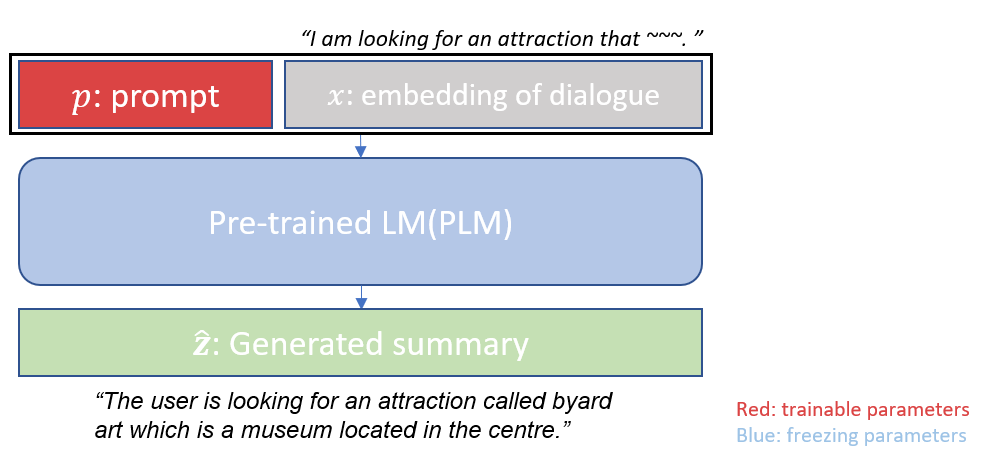 “I am looking for an attraction that ~~~. ”
p: prompt
x: embedding of dialogue
Pre-trained LM(PLM)
ẑ: Generated summary
“The user is looking for an attraction called byard
art which is a museum located in the centre.”
Red: trainable parameters
Blue: freezing parameters